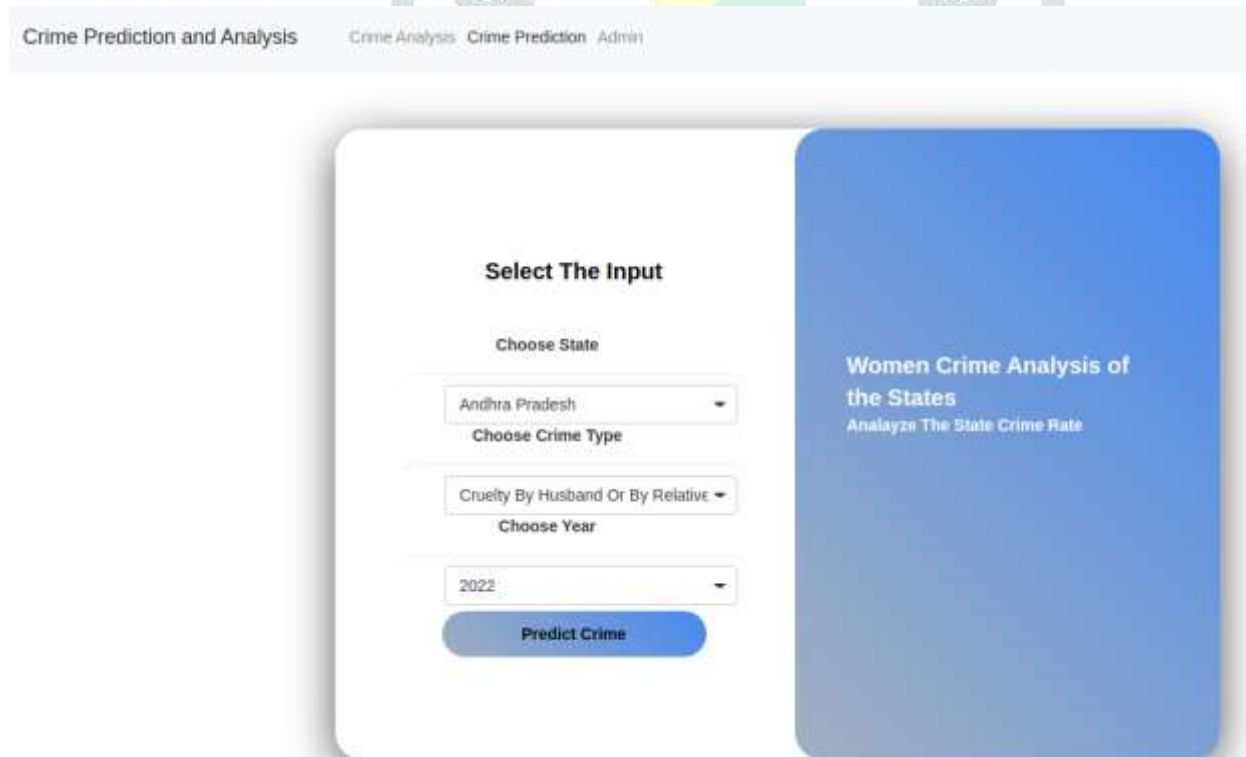 Crime Prediction and Analysis Crime Analysis Crime Prediction Admin
Select The Input
Choose State
Andhra Pradesh
Choose Crime Type
Cruelty By Husband Or By Relative
Choose Year
2022
Predict Crime
Women Crime Analysis of
the States
Analayze The State Crime Rate